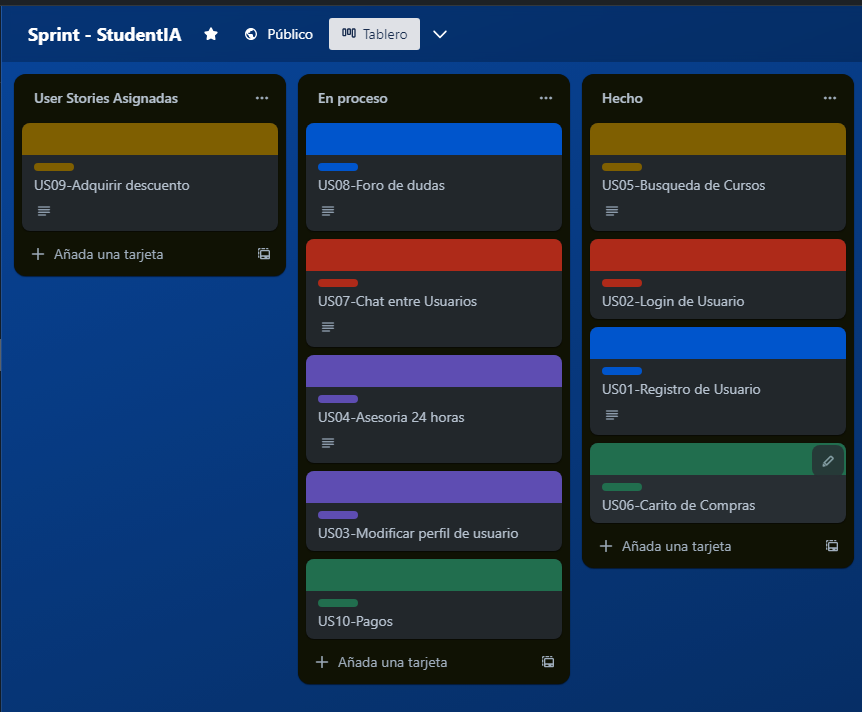 Sprint - StudentIA
Público
Tablero
User Stories Asignadas
US09-Adquirir descuento
Añada una tarjeta
En proceso
US08-Foro de dudas
US07-Chat entre Usuarios
US04-Asesoria 24 horas
US03-Modificar perfil de usuario
US10-Pagos
Añada una tarjeta
Hecho
US05-Busqueda de Cursos
US02-Login de Usuario
US01-Registro de Usuario
US06-Carito de Compras
Añada una tarjeta